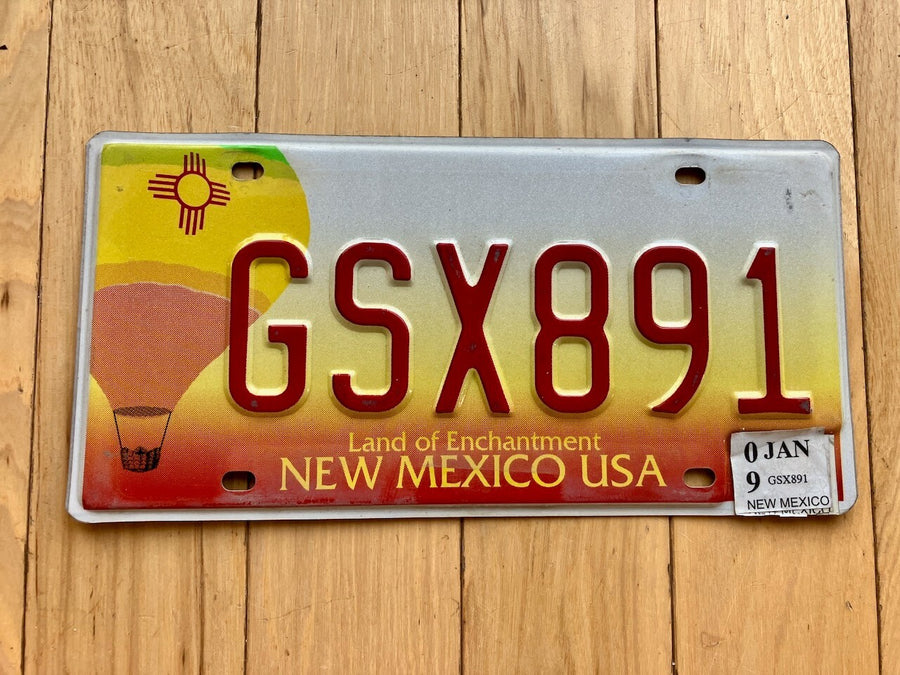 GSX891
Land of Enchantment
NEW MEXICO USA
0 JAN
9 GSX891
NEW MEXICO